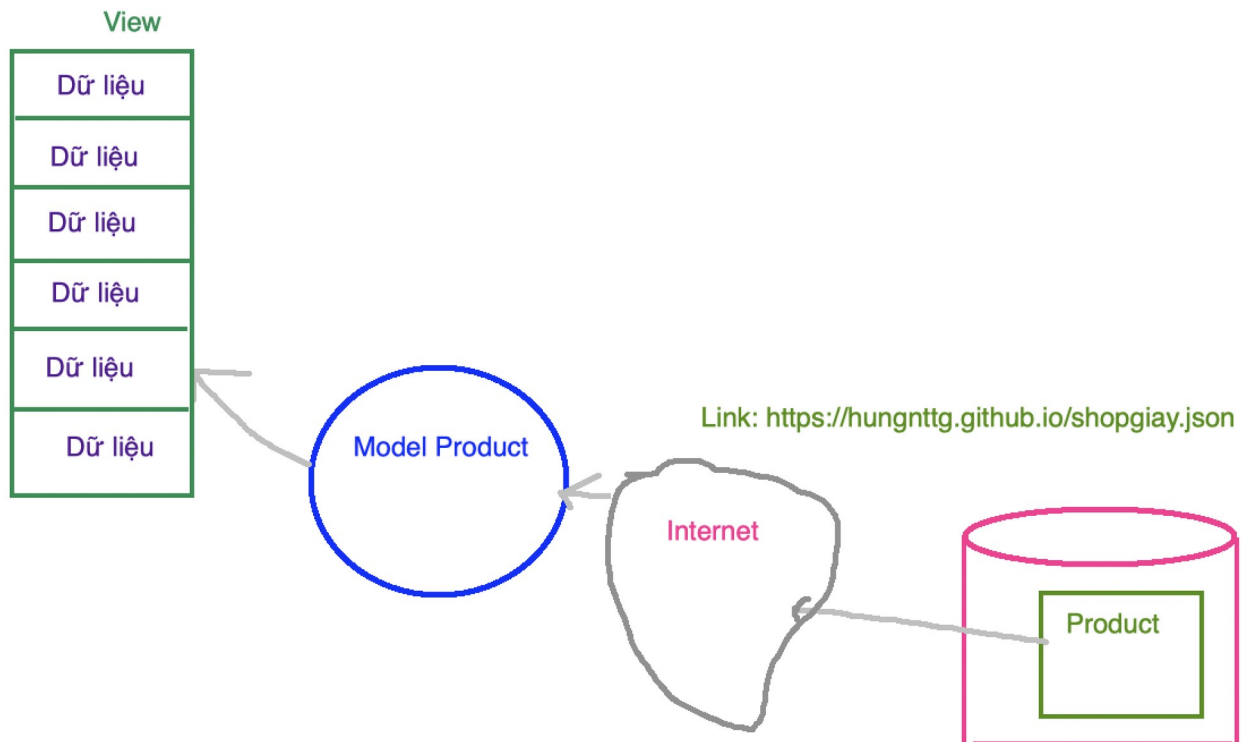 View
Dữ liệu
Dữ liệu
Dữ liệu
Dữ liệu
Dữ liệu
Dữ liệu
Model Product
Link: https://hungnttg.github.io/shopgiay.json
Internet
Product